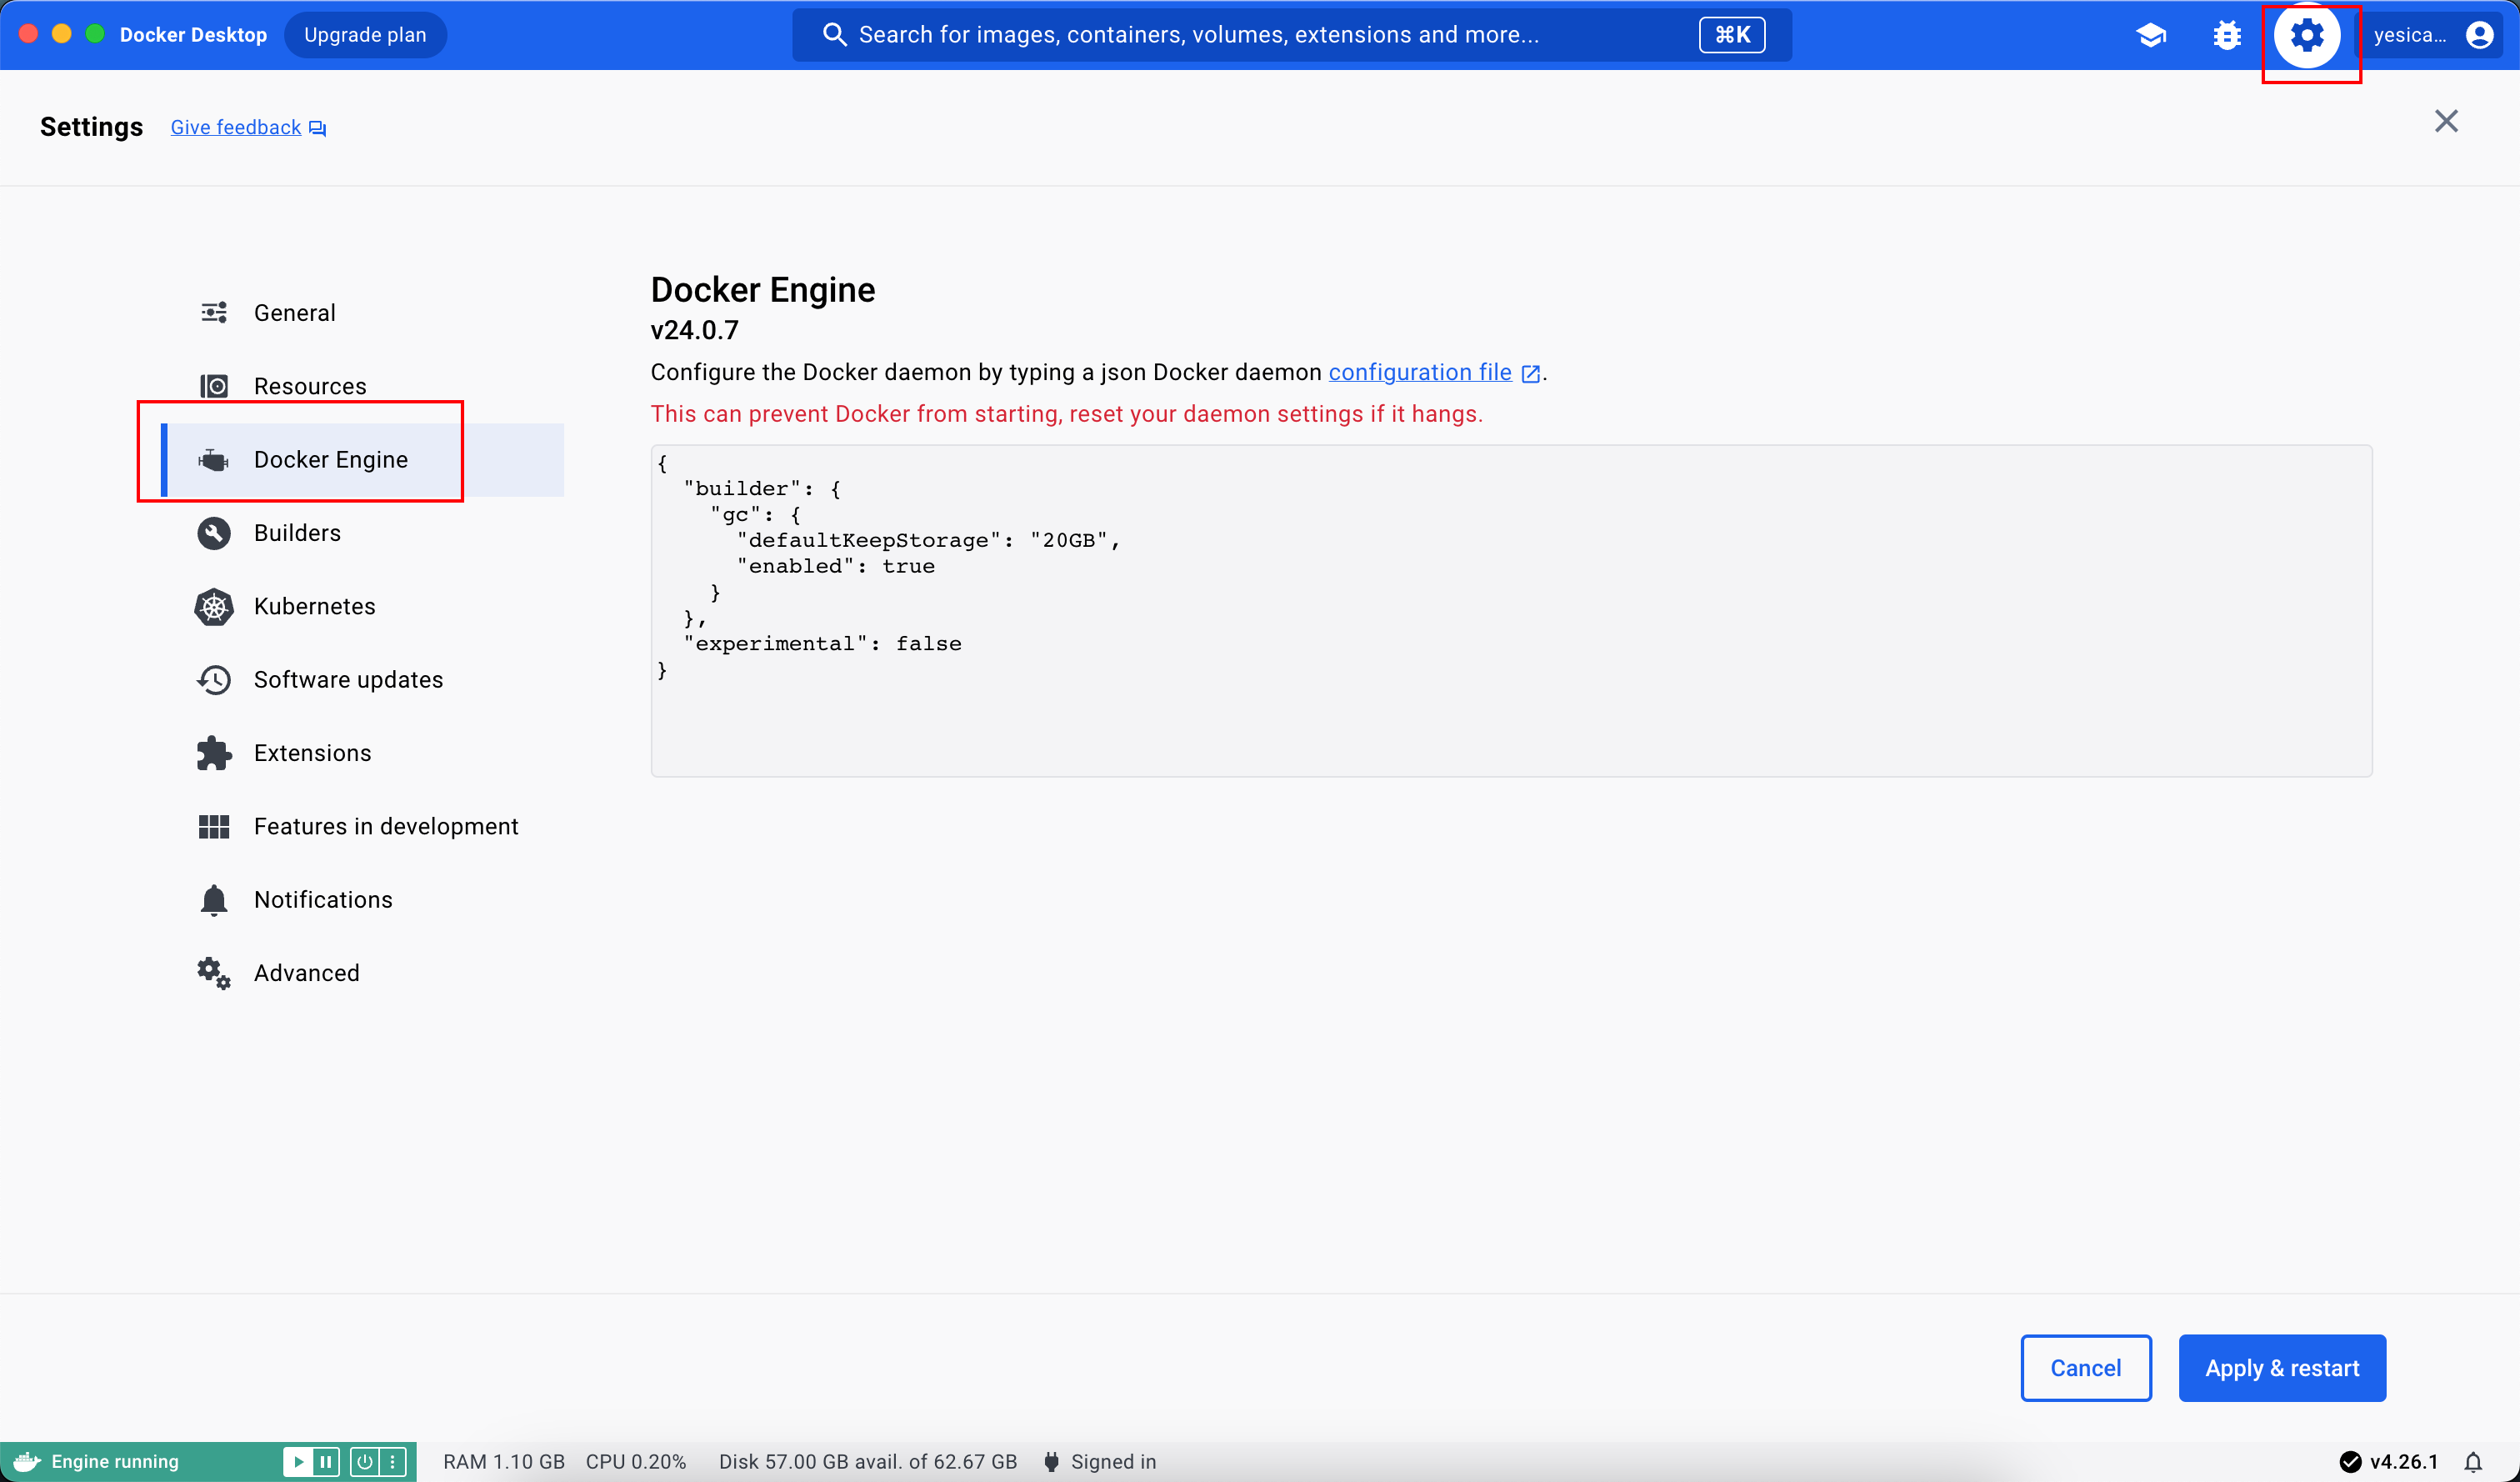 Docker Desktop Upgrade plan Search for images, containers, volumes, extensions and more... ⌘K yesica...
Settings Give feedback
General
Resources
Docker Engine
Builders
Kubernetes
Software updates
Extensions
Features in development
Notifications
Advanced
Docker Engine
v24.0.7
Configure the Docker daemon by typing a json Docker daemon configuration file.
This can prevent Docker from starting, reset your daemon settings if it hangs.
{
  "builder": {
    "gc": {
      "defaultKeepStorage": "20GB",
      "enabled": true
    }
  },
  "experimental": false
}
Cancel Apply & restart
Engine running RAM 1.10 GB CPU 0.20% Disk 57.00 GB avail. of 62.67 GB Signed in v4.26.1